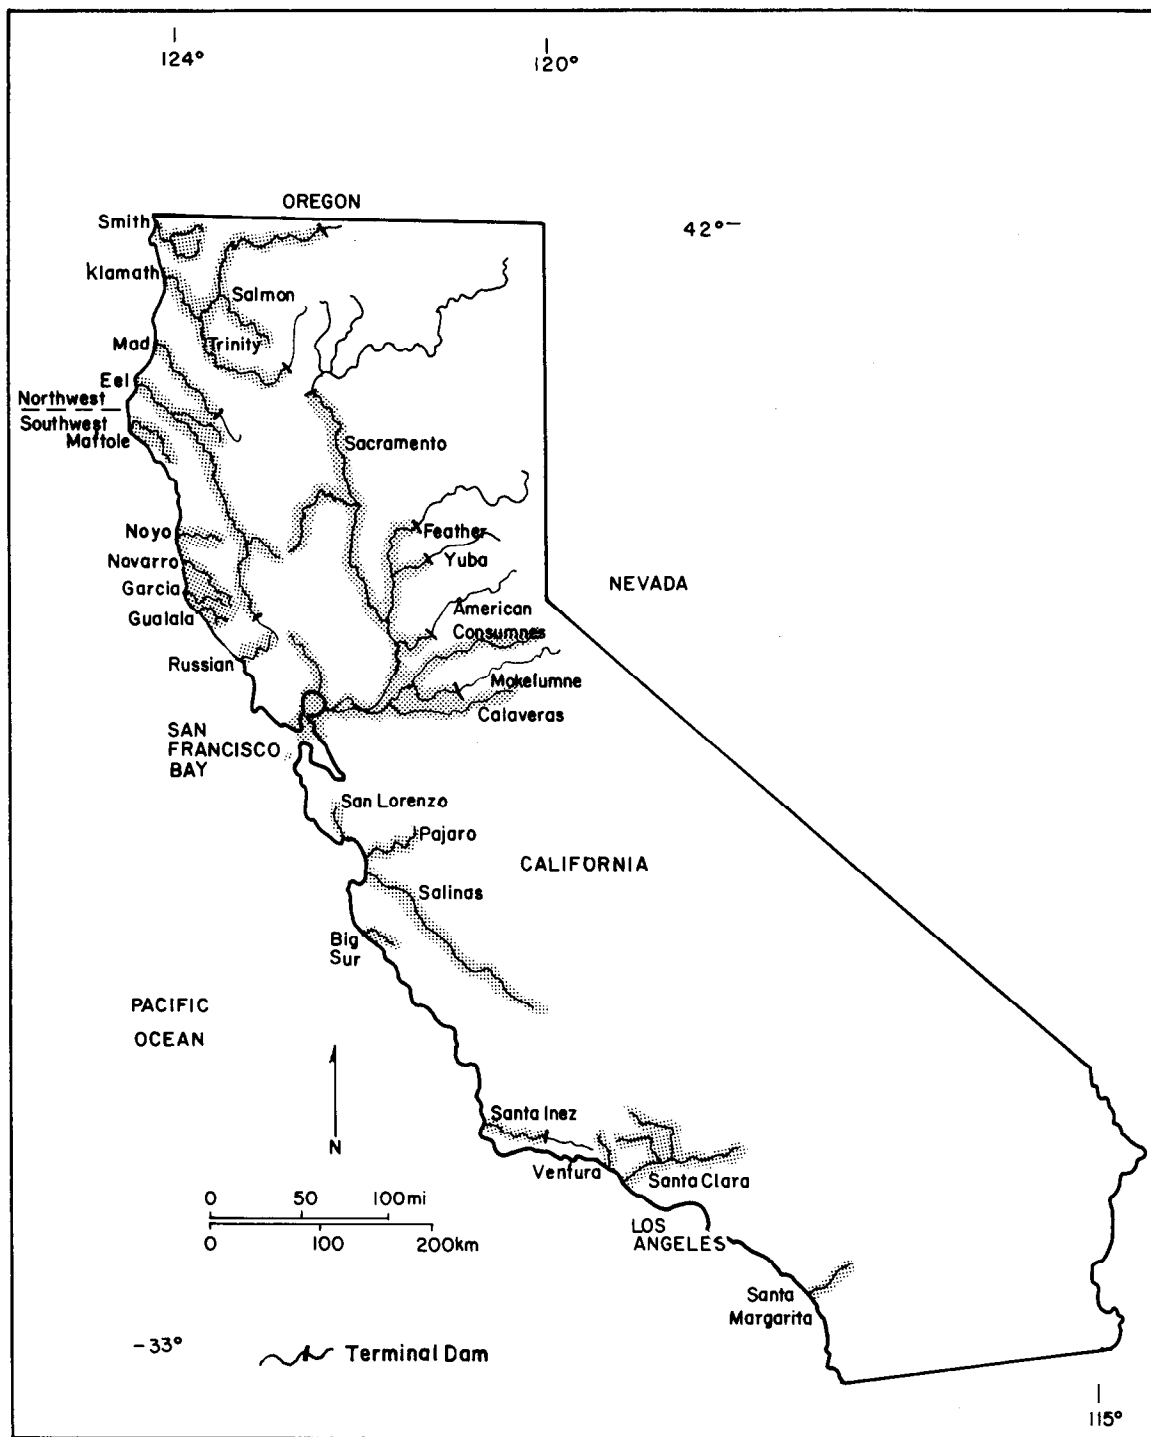 124°
120°
OREGON
42°
Smith
Klamath
Salmon
Mad
Trinity
Eel
Northwest
Southwest
Maftole
Sacramento
Noyo
Feather
Navarro
Yuba
Garcia
NEVADA
Gualala
American
Consumnes
Russian
Mokelumne
Calaveras
SAN
FRANCISCO
BAY
San Lorenzo
Pajaro
CALIFORNIA
Salinas
Big
Sur
PACIFIC
OCEAN
N
Santa Inez
Ventura
Santa Clara
0 50 100mi
0 100 200km
LOS
ANGELES
Santa
Margarita
-33°
Terminal Dam
115°